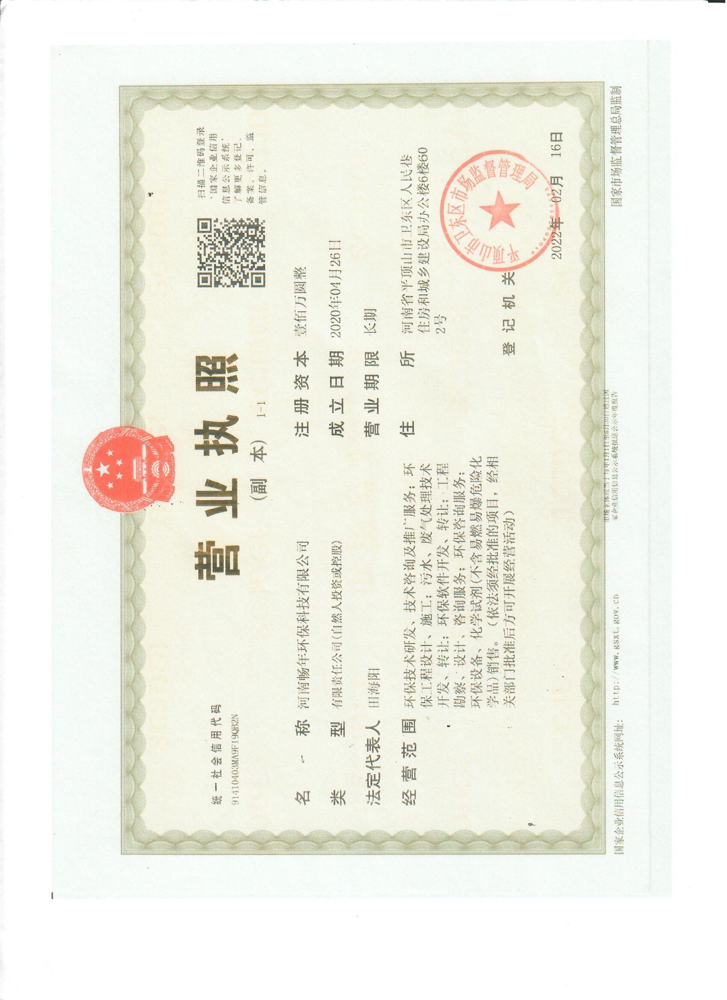 统一社会信用代码
91410403MA9F19QB2N
营业执照
(副 本) 1-1
扫描二维码登录
'国家企业信用
信息公示系统'
了解更多登记、
备案、许可、监
管信息。
名称 河南畅年环保科技有限公司
类型 有限责任公司(自然人投资或控股)
法定代表人 田海阳
经营范围 环保技术研发、技术咨询及推广服务；环
保工程设计、施工；污水、废气处理技术
开发、转让；环保软件开发、转让；工程
勘察、设计、咨询服务；环保咨询服务；
环保设备、化学试剂(不含易燃易爆危险化
学品)销售。（依法须经批准的项目，经相
关部门批准后方可开展经营活动）
注册资本 壹佰万圆整
成立日期 2020年04月26日
营业期限 长期
住所 河南省平顶山市卫东区人民巷
住房和城乡建设局办公楼6楼60
2号
登记机关
平顶山市卫东区市场监督管理局
2022年 02月 16日
国家企业信用信息公示系统网址： http://www.gsxt.gov.cn
市场主体应当于每年1月1日至6月30日通过国
家企业信用信息公示系统报送公示年度报告
国家市场监督管理总局监制